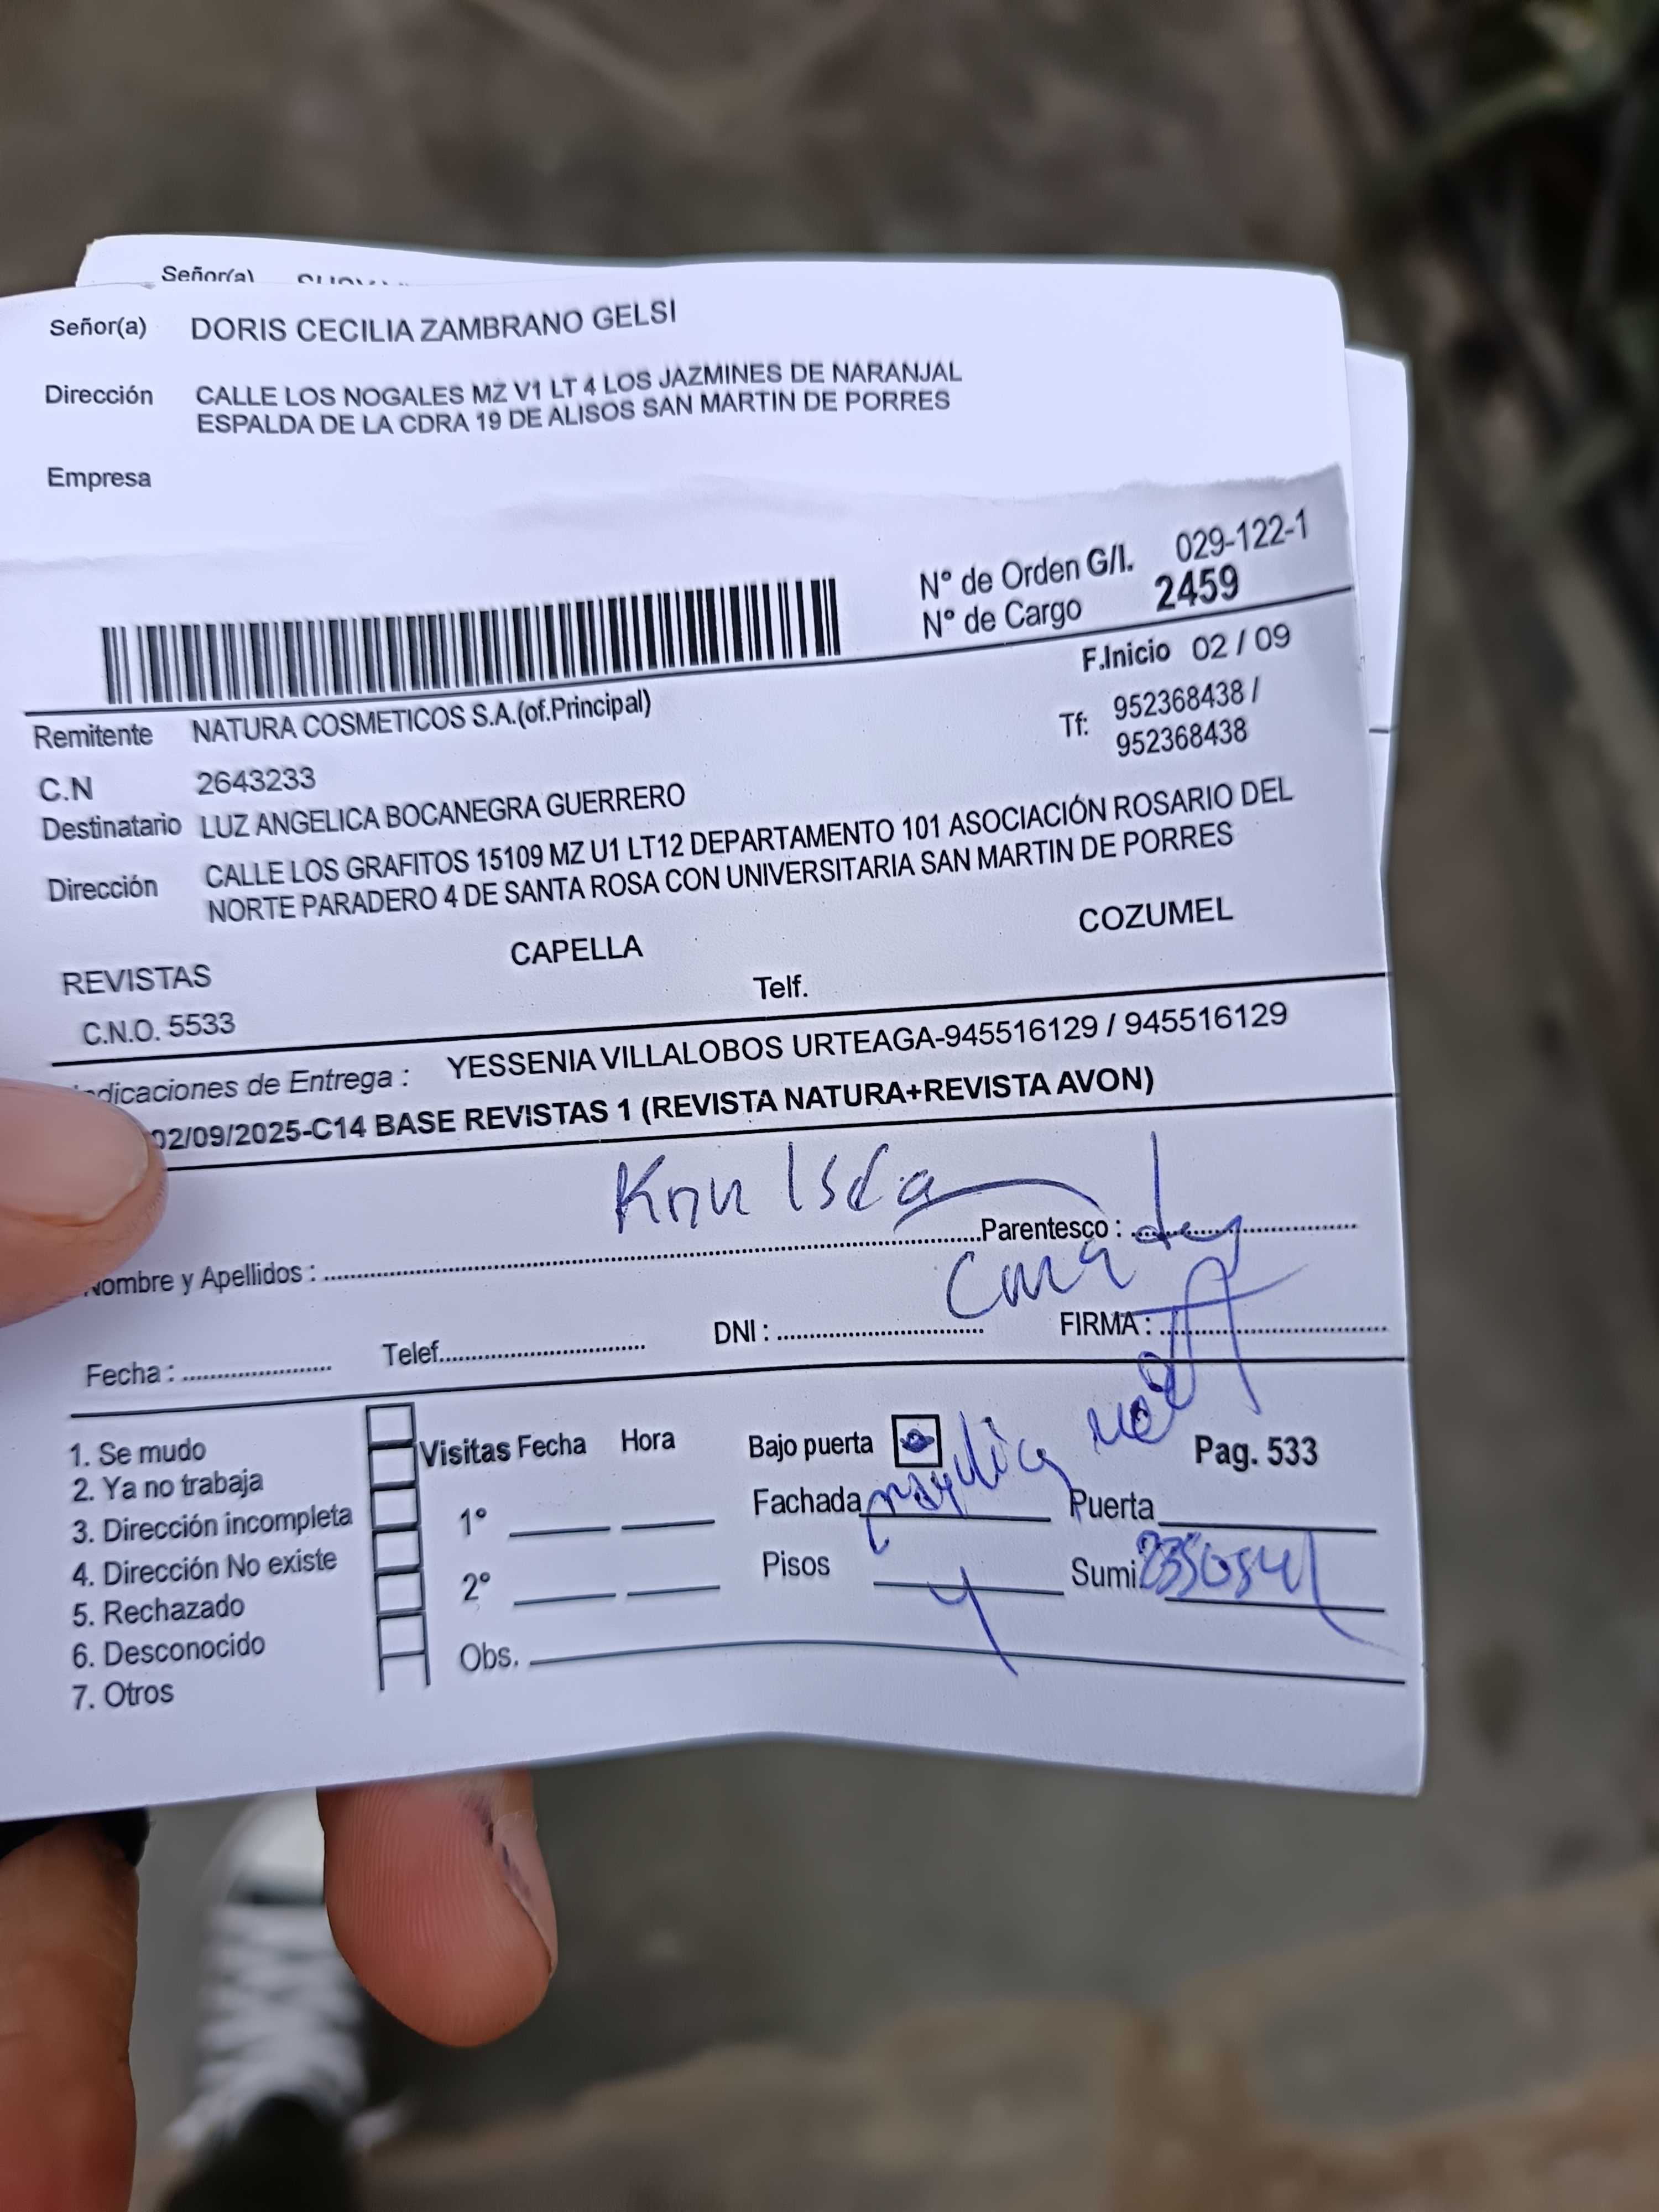 Señor(a)
Señor(a) DORIS CECILIA ZAMBRANO GELSI
Dirección CALLE LOS NOGALES MZ V1 LT 4 LOS JAZMINES DE NARANJAL
ESPALDA DE LA CDRA 19 DE ALISOS SAN MARTIN DE PORRES
Empresa
N° de Orden G/I. 029-122-1
N° de Cargo 2459
F.Inicio 02 / 09
Remitente NATURA COSMETICOS S.A.(of.Principal)
Tf: 952368438 /
952368438
C.N 2643233
Destinatario LUZ ANGELICA BOCANEGRA GUERRERO
Dirección CALLE LOS GRAFITOS 15109 MZ U1 LT12 DEPARTAMENTO 101 ASOCIACIÓN ROSARIO DEL
NORTE PARADERO 4 DE SANTA ROSA CON UNIVERSITARIA SAN MARTIN DE PORRES
REVISTAS CAPELLA COZUMEL
C.N.O. 5533 Telf.
dicaciones de Entrega : YESSENIA VILLALOBOS URTEAGA-945516129 / 945516129
02/09/2025-C14 BASE REVISTAS 1 (REVISTA NATURA+REVISTA AVON)
Nombre y Apellidos : Parentesco :
Fecha : Telef. DNI : FIRMA :
1. Se mudo
2. Ya no trabaja
3. Dirección incompleta
4. Dirección No existe
5. Rechazado
6. Desconocido
7. Otros
Visitas Fecha Hora
1°
2°
Obs.
Bajo puerta Pag. 533
Fachada Puerta
Pisos Sumi